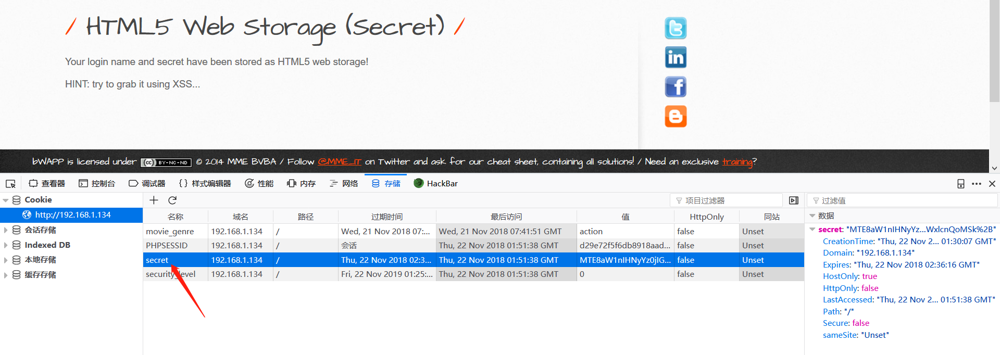 / HTML5 Web Storage (Secret) /
Your login name and secret have been stored as HTML5 web storage!
HINT: try to grab it using XSS...
bWAPP is licensed under (cc) BY-NC-ND © 2014 MME BVBA / Follow @MME_IT on Twitter and ask for our cheat sheet, containing all solutions! / Need an exclusive training?
查看器 控制台 调试器 {} 样式编辑器 性能 内存 网络 存储 HackBar
Cookie
http://192.168.1.134
会话存储
Indexed DB
本地存储
缓存存储
项目过滤器
名称 域名 路径 过期时间 最后访问 值 HttpOnly 同站
movie_genre 192.168.1.134 / Wed, 21 Nov 2018 07:... Wed, 21 Nov 2018 07:41:51 GMT action false Unset
PHPSESSID 192.168.1.134 / 会话 Thu, 22 Nov 2018 01:51:38 GMT d29e72f5f6db8918aad... false Unset
secret 192.168.1.134 / Thu, 22 Nov 2018 02:3... Thu, 22 Nov 2018 01:51:38 GMT MTE8aW1nIHNyYz0jIG... false Unset
security_level 192.168.1.134 / Fri, 22 Nov 2019 01:25:... Thu, 22 Nov 2018 01:51:38 GMT 0 false Unset
过滤值
数据
secret: "MTE8aW1nIHNyYz...WxlcnQoMSk%2B"
CreationTime: "Thu, 22 Nov 2... 01:30:07 GMT"
Domain: "192.168.1.134"
Expires: "Thu, 22 Nov 2018 02:36:16 GMT"
HostOnly: true
HttpOnly: false
LastAccessed: "Thu, 22 Nov 2... 01:51:38 GMT"
Path: "/"
Secure: false
sameSite: "Unset"